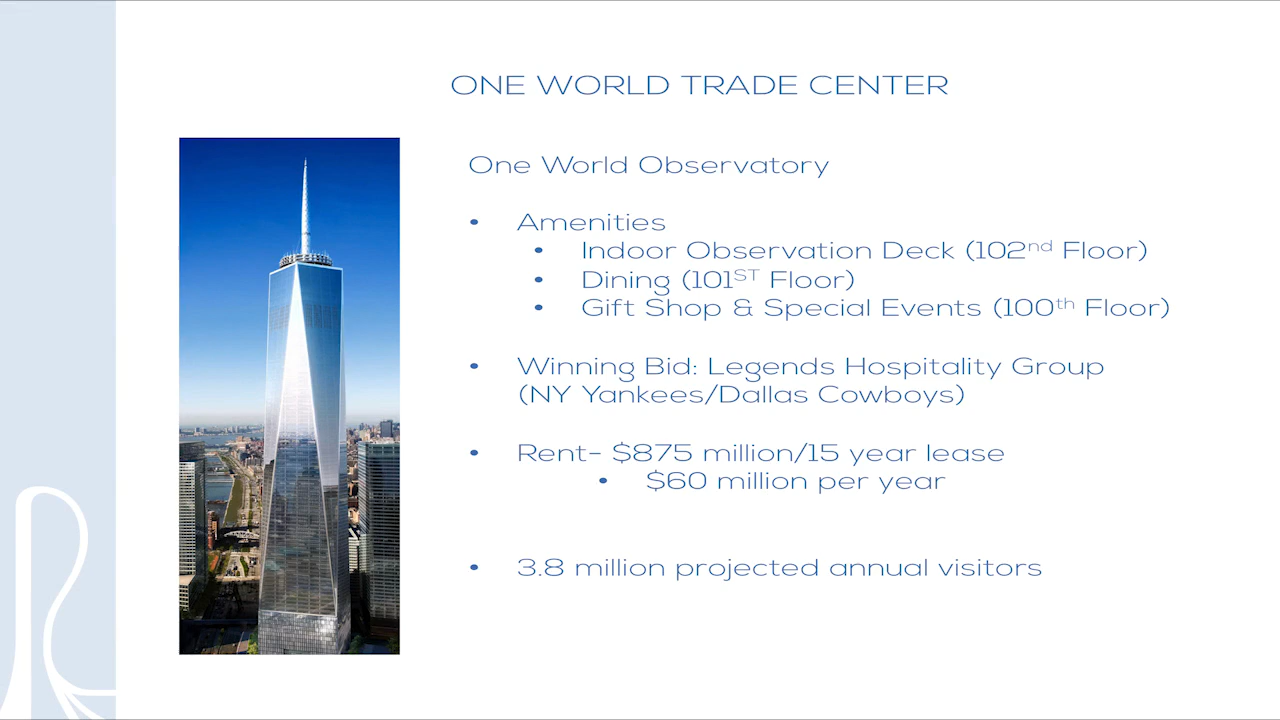 ONE WORLD TRADE CENTER
One World Observatory
• Amenities
• Indoor Observation Deck (102nd Floor)
• Dining (101ST Floor)
• Gift Shop & Special Events (100th Floor)
• Winning Bid: Legends Hospitality Group
(NY Yankees/Dallas Cowboys)
• Rent- $875 million/15 year lease
• $60 million per year
• 3.8 million projected annual visitors